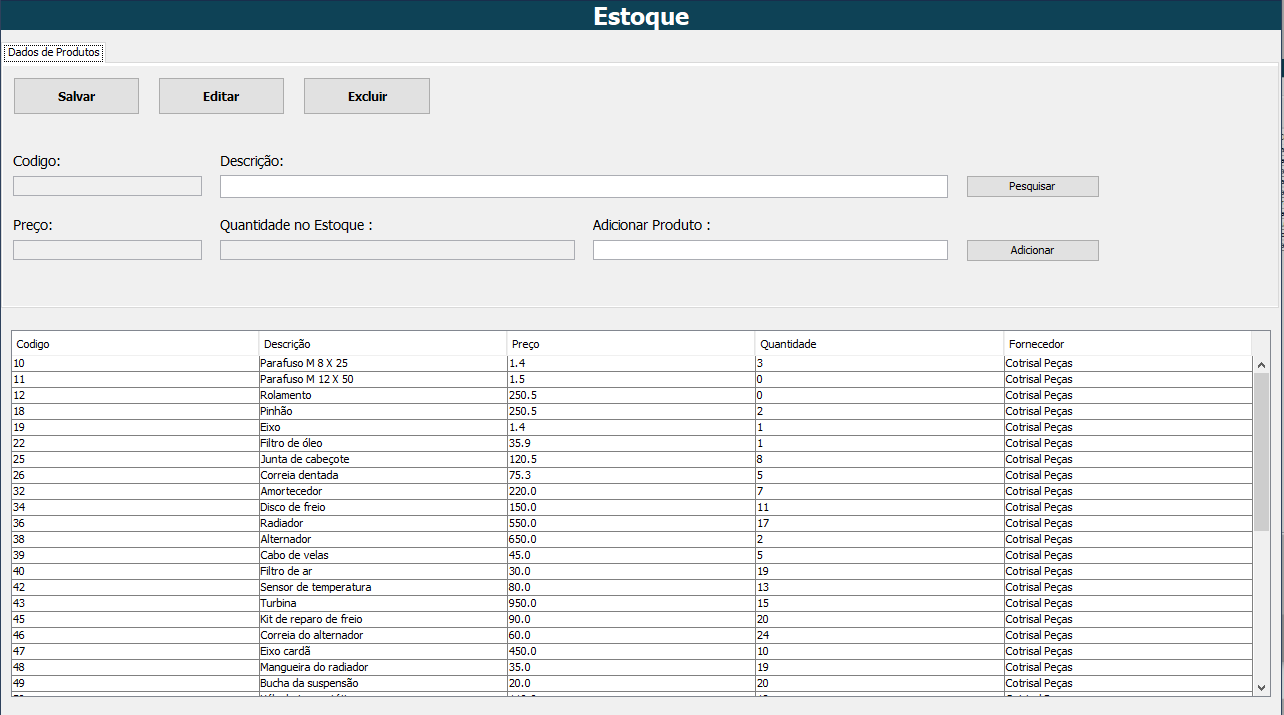 Estoque
Dados de Produtos
Salvar Editar Excluir
Codigo: Descrição:
Pesquisar
Preço: Quantidade no Estoque : Adicionar Produto :
Adicionar
Codigo Descrição Preço Quantidade Fornecedor
10 Parafuso M 8 X 25 1.4 3 Cotrisal Peças
11 Parafuso M 12 X 50 1.5 0 Cotrisal Peças
12 Rolamento 250.5 0 Cotrisal Peças
18 Pinhão 250.5 2 Cotrisal Peças
19 Eixo 1.4 1 Cotrisal Peças
22 Filtro de óleo 35.9 1 Cotrisal Peças
25 Junta de cabeçote 120.5 8 Cotrisal Peças
26 Correia dentada 75.3 5 Cotrisal Peças
32 Amortecedor 220.0 7 Cotrisal Peças
34 Disco de freio 150.0 11 Cotrisal Peças
36 Radiador 550.0 17 Cotrisal Peças
38 Alternador 650.0 2 Cotrisal Peças
39 Cabo de velas 45.0 5 Cotrisal Peças
40 Filtro de ar 30.0 19 Cotrisal Peças
42 Sensor de temperatura 80.0 13 Cotrisal Peças
43 Turbina 950.0 15 Cotrisal Peças
45 Kit de reparo de freio 90.0 20 Cotrisal Peças
46 Correia do alternador 60.0 24 Cotrisal Peças
47 Eixo cardã 450.0 10 Cotrisal Peças
48 Mangueira do radiador 35.0 19 Cotrisal Peças
49 Bucha da suspensão 20.0 20 Cotrisal Peças